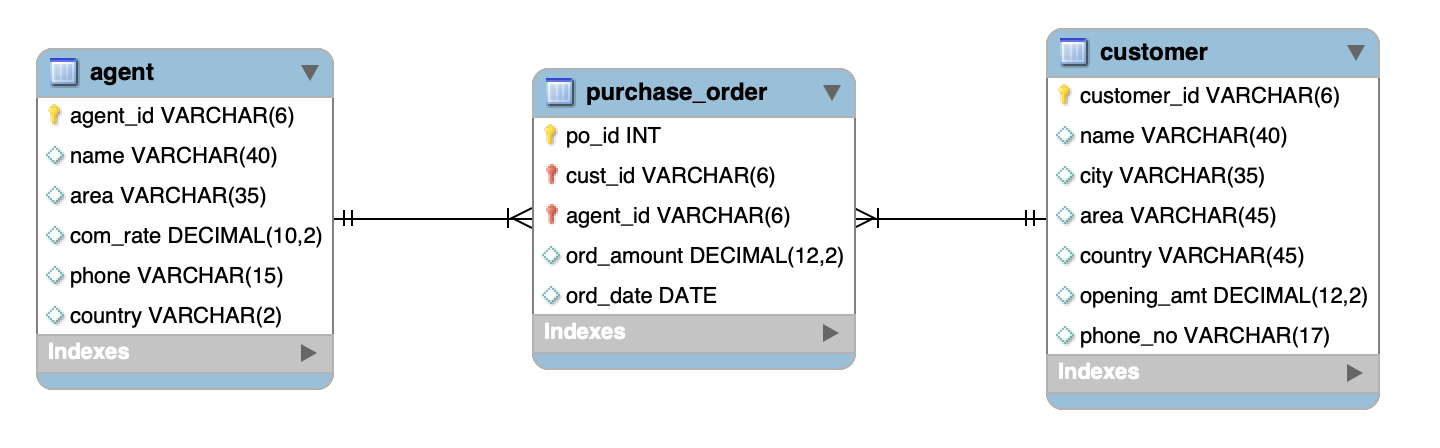 agent
agent_id VARCHAR(6)
name VARCHAR(40)
area VARCHAR(35)
com_rate DECIMAL(10,2)
phone VARCHAR(15)
country VARCHAR(2)
Indexes
purchase_order
po_id INT
cust_id VARCHAR(6)
agent_id VARCHAR(6)
ord_amount DECIMAL(12,2)
ord_date DATE
Indexes
customer
customer_id VARCHAR(6)
name VARCHAR(40)
city VARCHAR(35)
area VARCHAR(45)
country VARCHAR(45)
opening_amt DECIMAL(12,2)
phone_no VARCHAR(17)
Indexes